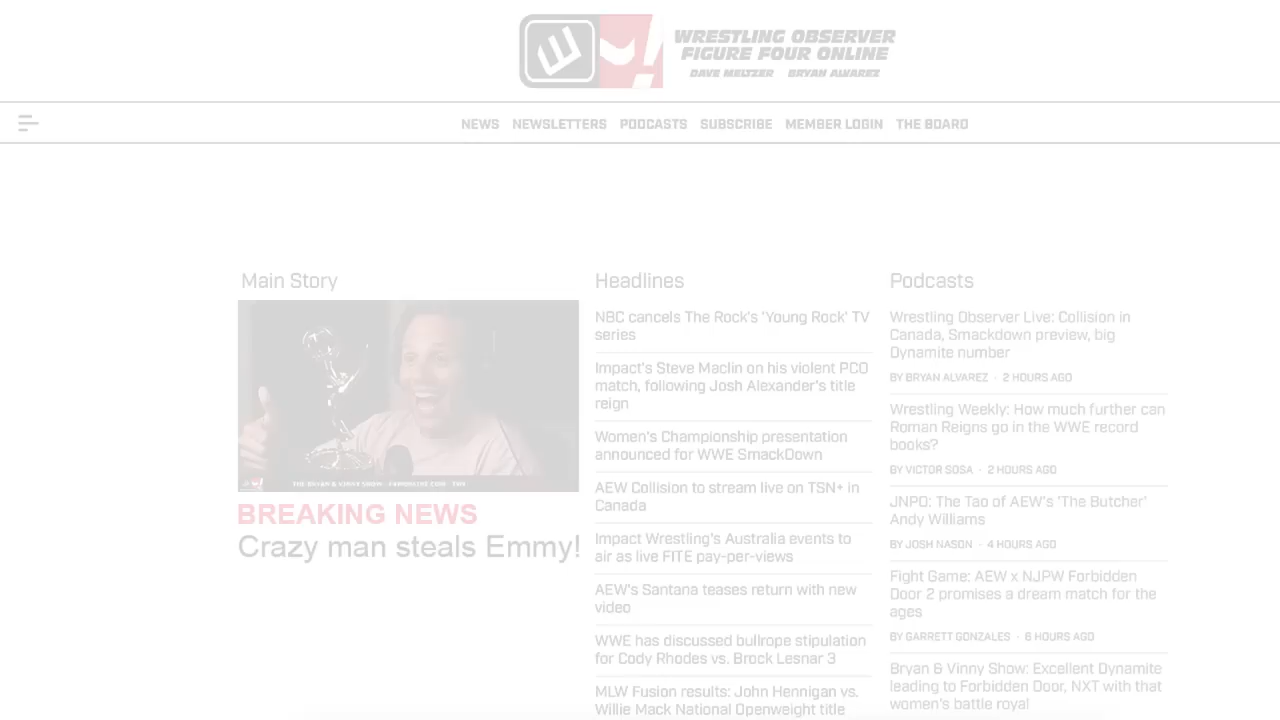 WRESTLING OBSERVER
FIGURE FOUR ONLINE
DAVE MELTZER BRYAN ALVAREZ
NEWS NEWSLETTERS PODCASTS SUBSCRIBE MEMBER LOGIN THE BOARD
Main Story
THE BRYAN & VINNY SHOW
BREAKING NEWS
Crazy man steals Emmy!
Headlines
NBC cancels The Rock's 'Young Rock' TV
series
Impact's Steve Maclin on his violent PCO
match, following Josh Alexander's title
reign
Women's Championship presentation
announced for WWE SmackDown
AEW Collision to stream live on TSN+ in
Canada
Impact Wrestling's Australia events to
air as live FITE pay-per-views
AEW's Santana teases return with new
video
WWE has discussed bullrope stipulation
for Cody Rhodes vs. Brock Lesnar 3
MLW Fusion results: John Hennigan vs.
Willie Mack National Openweight title
Podcasts
Wrestling Observer Live: Collision in
Canada, Smackdown preview, big
Dynamite number
BY BRYAN ALVAREZ · 2 HOURS AGO
Wrestling Weekly: How much further can
Roman Reigns go in the WWE record
books?
BY VICTOR SOSA · 2 HOURS AGO
JNPO: The Tao of AEW's 'The Butcher'
Andy Williams
BY JOSH NASON · 4 HOURS AGO
Fight Game: AEW x NJPW Forbidden
Door 2 promises a dream match for the
ages
BY GARRETT GONZALES · 6 HOURS AGO
Bryan & Vinny Show: Excellent Dynamite
leading to Forbidden Door, NXT with that
women's battle royal